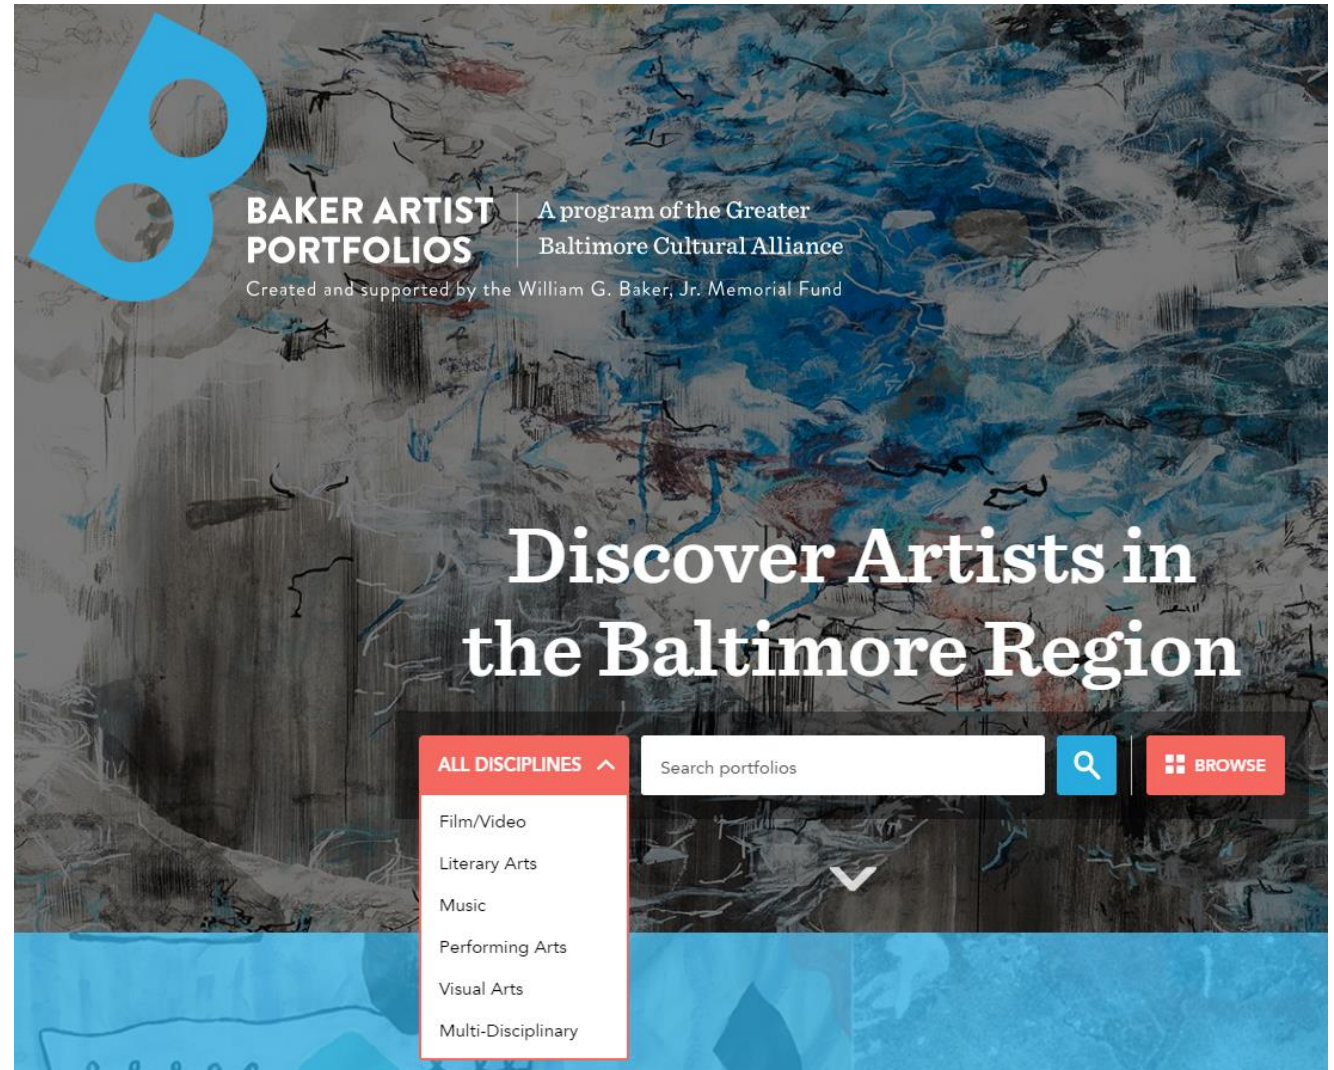 BAKER ARTIST
PORTFOLIOS
A program of the Greater
Baltimore Cultural Alliance
Created and supported by the William G. Baker, Jr. Memorial Fund
Discover Artists in
the Baltimore Region
ALL DISCIPLINES
Search portfolios
BROWSE
Film/Video
Literary Arts
Music
Performing Arts
Visual Arts
Multi-Disciplinary